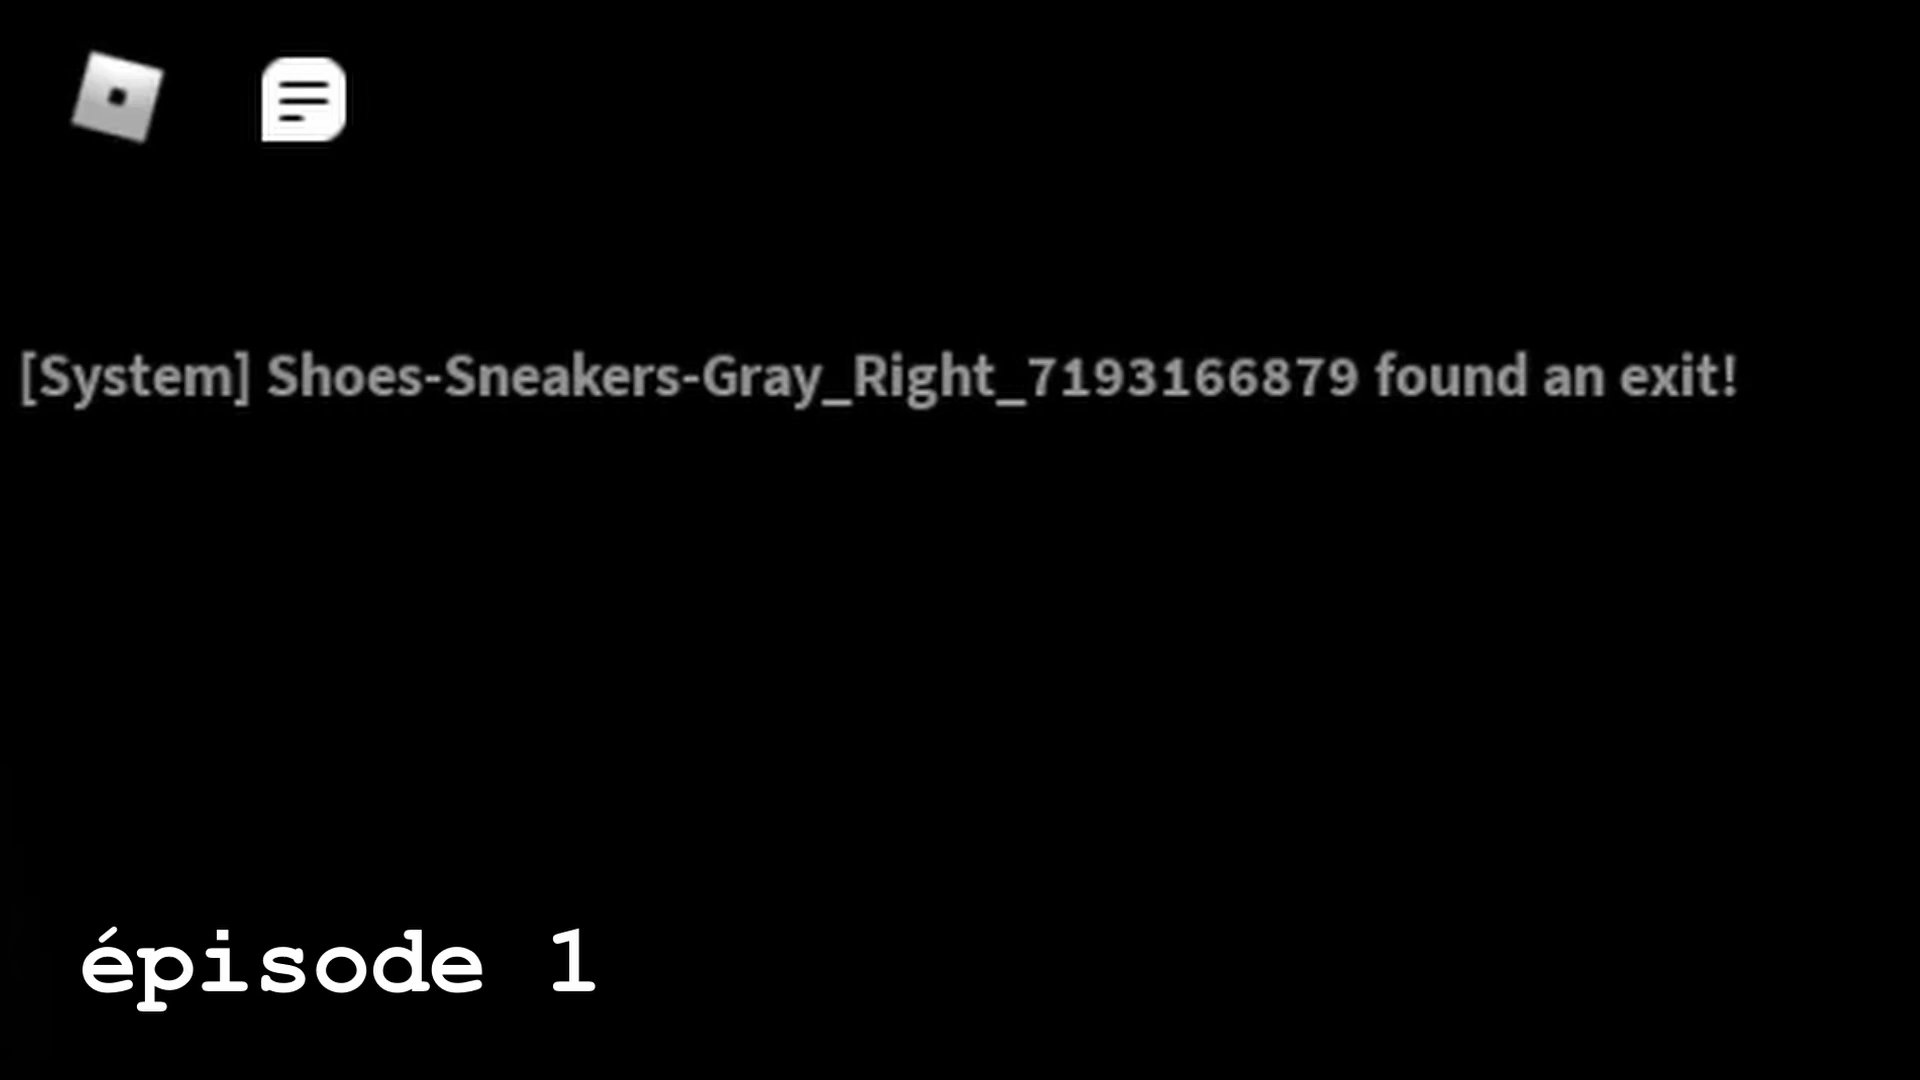 [System] Shoes-Sneakers-Gray_Right_7193166879 found an exit!
épisode 1